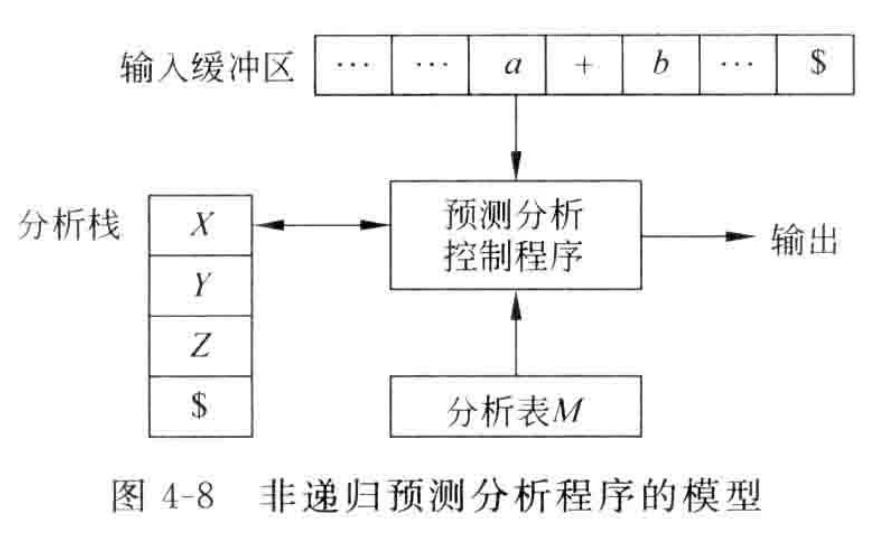 输入缓冲区 … … a + b … $
分析栈
X
Y
Z
$
预测分析
控制程序
输出
分析表M
图 4-8 非递归预测分析程序的模型